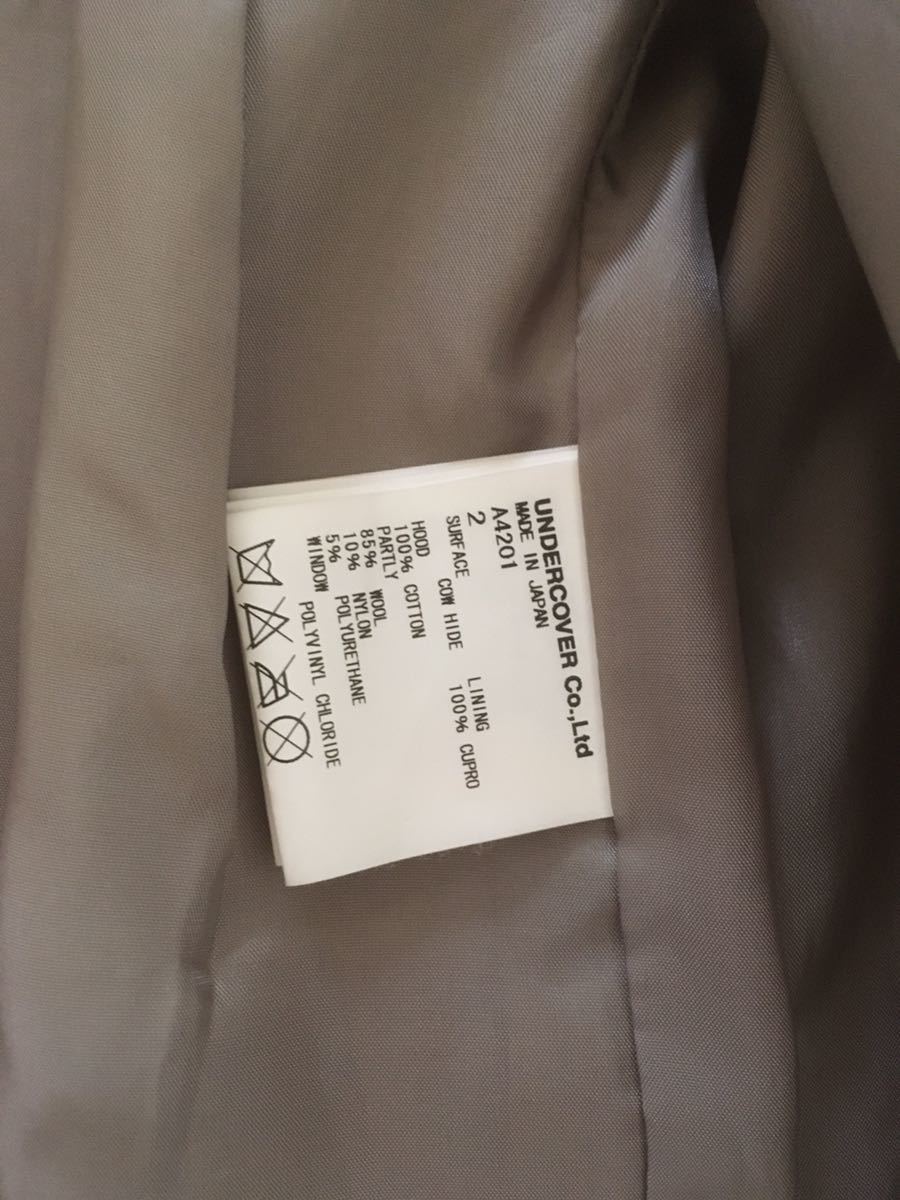 UNDERCOVER Co.,Ltd
MADE IN JAPAN
A4201
2
SURFACE COW HIDE LINING
100% CUPRO
HOOD
100% COTTON
PARTLY
85% WOOL
10% NYLON
5% POLYURETHANE
WINDOW POLYVINYL CHLORIDE